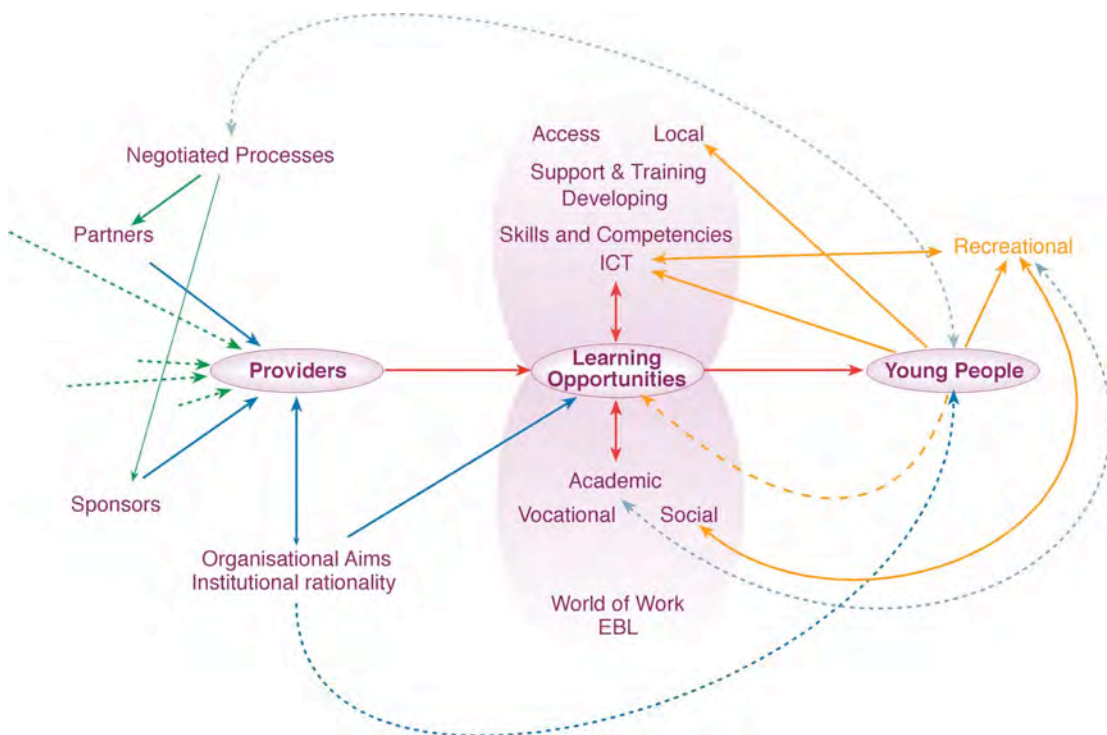 Access
Local
Negotiated Processes
Support & Training
Developing
Partners
Skills and Competencies
ICT
Recreational
Providers
Learning
Opportunities
Young People
Academic
Sponsors
Vocational
Social
Organisational Aims
Institutional rationality
World of Work
EBL